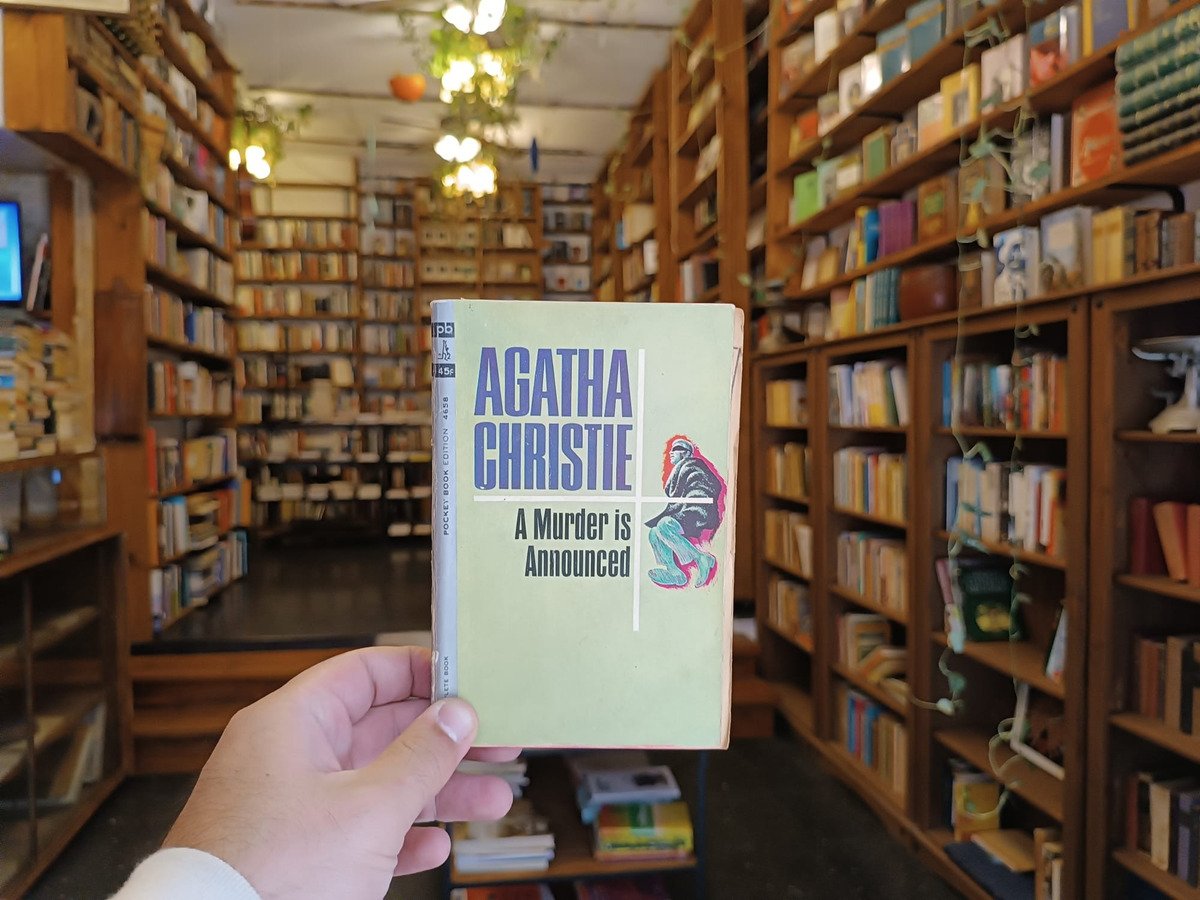 pb
45¢
POCKET BOOK EDITION 4658
AGATHA
CHRISTIE
A Murder is
Announced